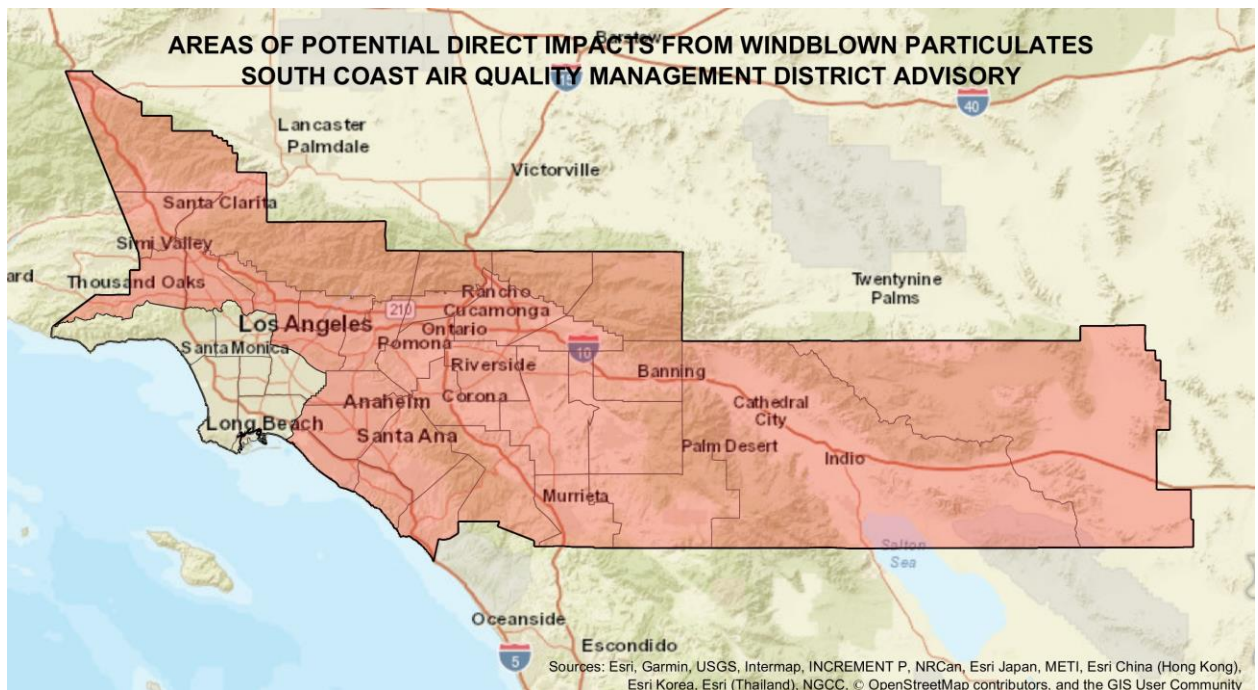 AREAS OF POTENTIAL DIRECT IMPACTS FROM WINDBLOWN PARTICULATES
Barstow
SOUTH COAST AIR QUALITY MANAGEMENT DISTRICT ADVISORY
15
40
Lancaster
Palmdale
Victorville
Santa Clarita
Simi Valley
Thousand Oaks
ard
Twentynine
Palms
Rancho
Cucamonga
210
Los Angeles
Ontario
Pomona
Santa Monica
10
Riverside
Banning
Corona
Anaheim
Cathedral
City
Long Beach
Santa Ana
Palm Desert
Indio
Murrieta
Salton
Sea
Oceanside
Escondido
5
Sources: Esri, Garmin, USGS, Intermap, INCREMENT P, NRCan, Esri Japan, METI, Esri China (Hong Kong),
Esri Korea, Esri (Thailand), NGCC, © OpenStreetMap contributors, and the GIS User Community